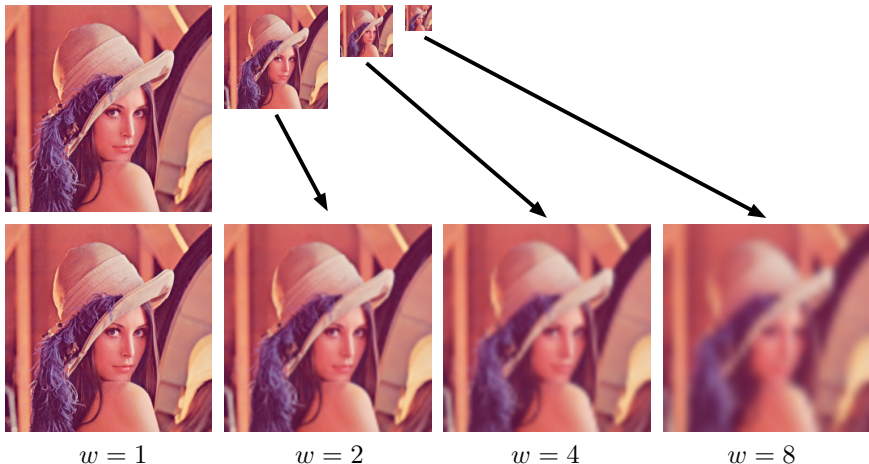 w = 1 w = 2 w = 4 w = 8